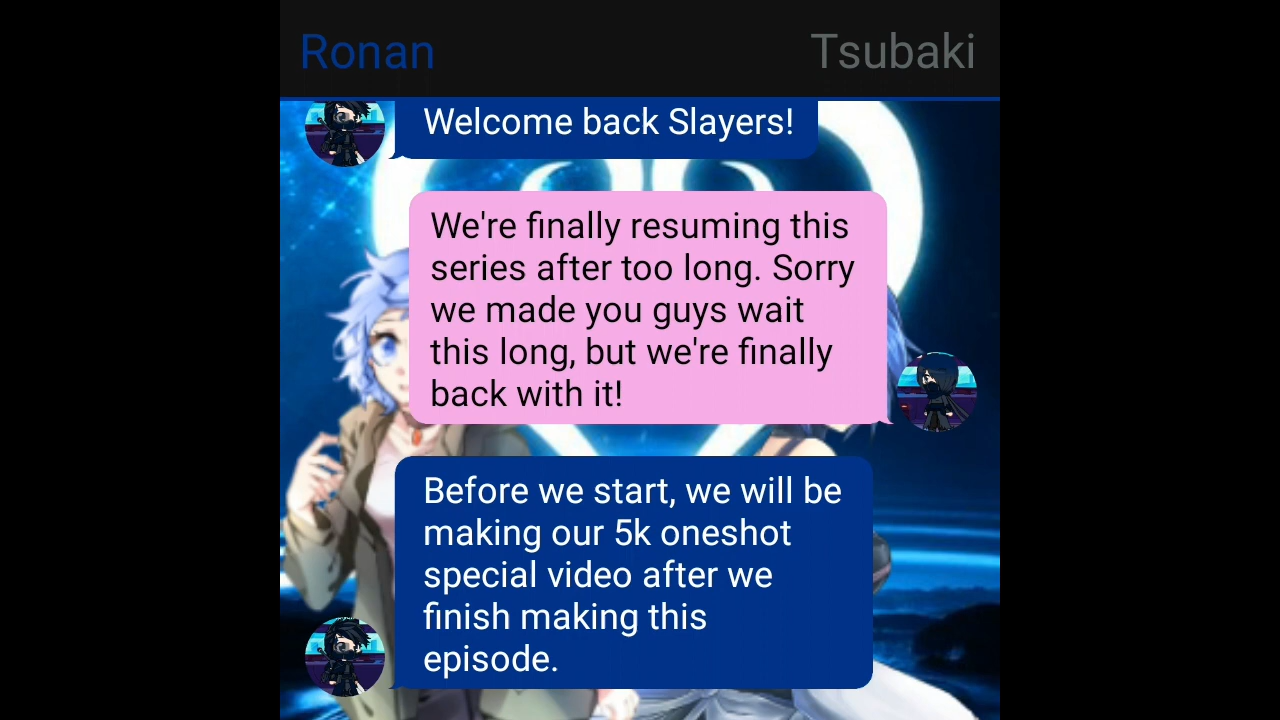 Ronan
Tsubaki
Welcome back Slayers!
We're finally resuming this
series after too long. Sorry
we made you guys wait
this long, but we're finally
back with it!
Before we start, we will be
making our 5k oneshot
special video after we
finish making this
episode.